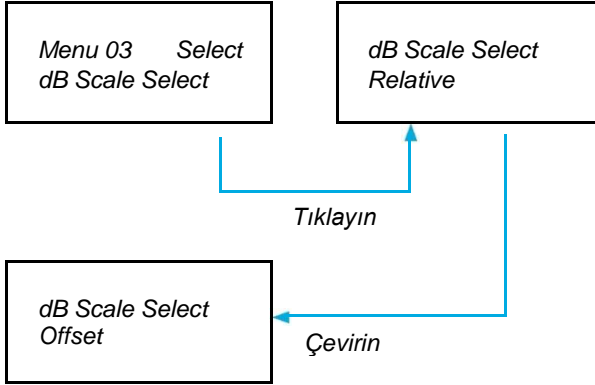 Menu 03 Select
dB Scale Select
dB Scale Select
Relative
Tıklayın
dB Scale Select
Offset
Çevirin